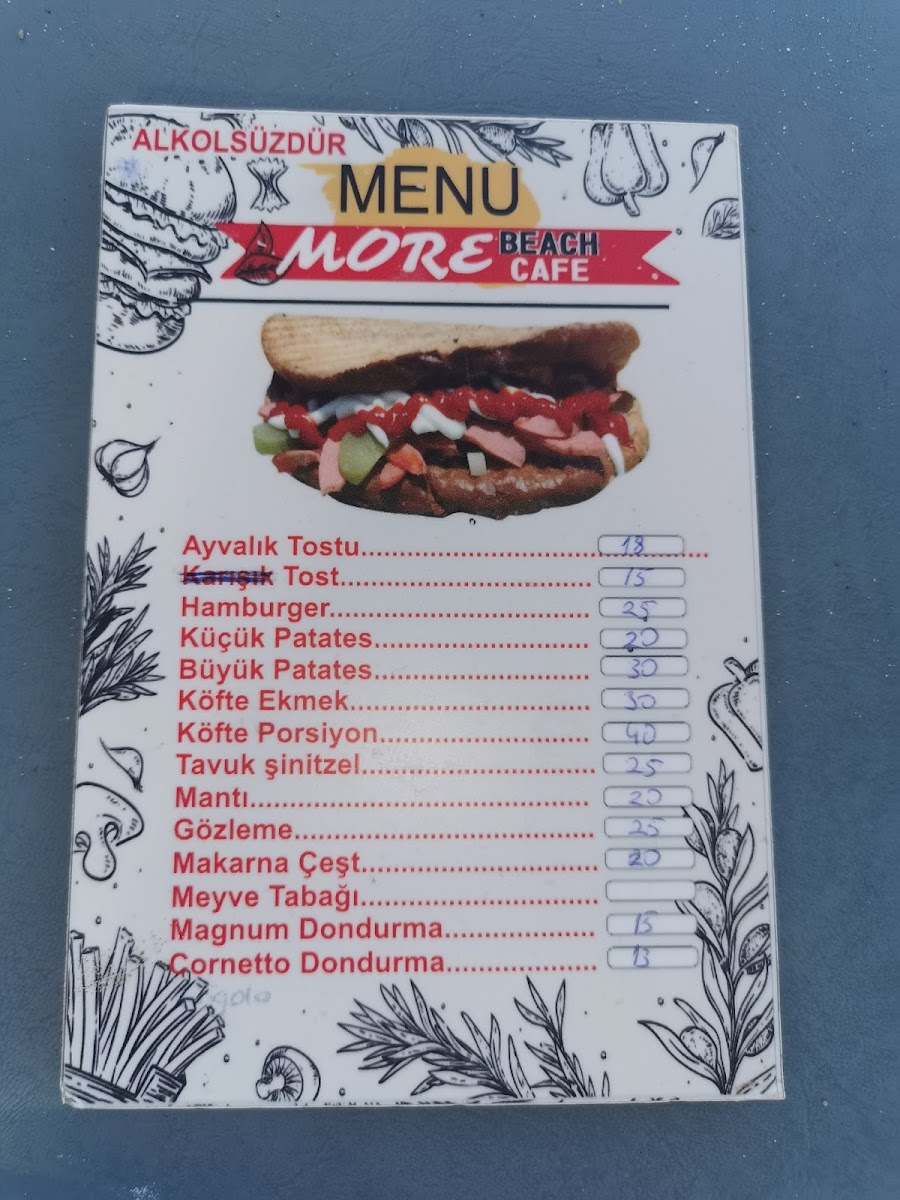 ALKOLSÜZDÜR
MENU
MORE BEACH CAFE
Ayvalık Tostu.................................................. 18
Karışık Tost................................. 15
Hamburger.................................. 25
Küçük Patates............................ 20
Büyük Patates............................ 30
Köfte Ekmek............................... 30
Köfte Porsiyon........................... 40
Tavuk şinitzel.............................. 25
Mantı........................................... 20
Gözleme...................................... 25
Makarna Çeşt.............................. 20
Meyve Tabağı..............................
Magnum Dondurma.................... 15
Cornetto Dondurma.................... 13